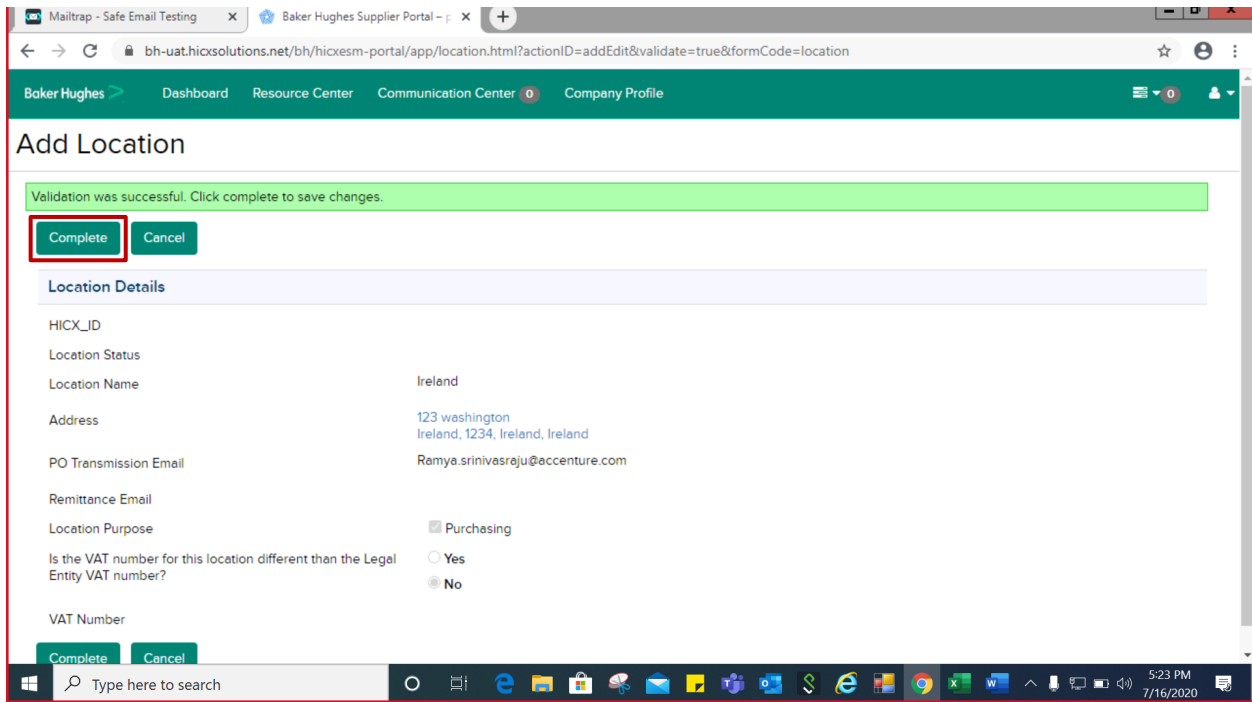 Mailtrap - Safe Email Testing
Baker Hughes Supplier Portal – p
bh-uat.hicxsolutions.net/bh/hicxesm-portal/app/location.html?actionID=addEdit&validate=true&formCode=location
Baker Hughes Dashboard Resource Center Communication Center 0 Company Profile 0
Add Location
Validation was successful. Click complete to save changes.
Complete Cancel
Location Details
HICX_ID
Location Status
Location Name Ireland
Address 123 washington
Ireland, 1234, Ireland, Ireland
PO Transmission Email Ramya.srinivasraju@accenture.com
Remittance Email
Location Purpose Purchasing
Is the VAT number for this location different than the Legal Yes
Entity VAT number?
No
VAT Number
Complete Cancel
Type here to search
5:23 PM
7/16/2020